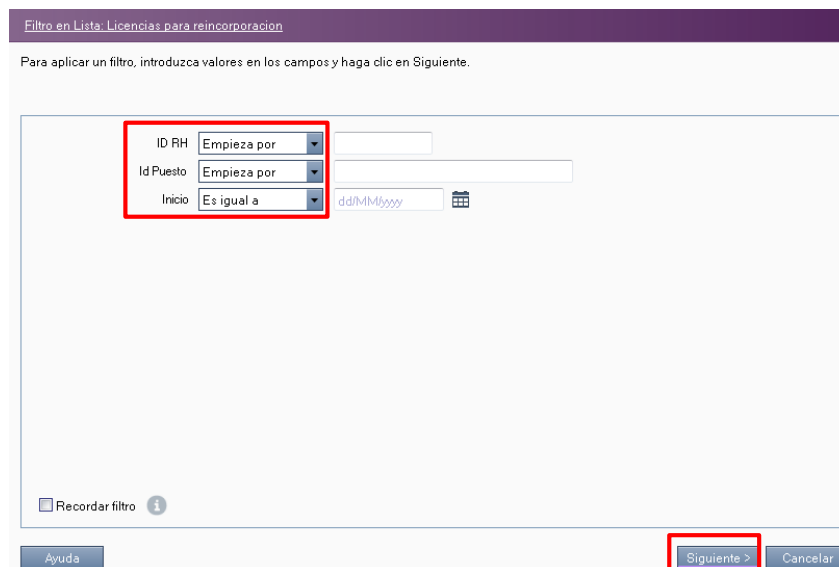 Filtro en Lista: Licencias para reincorporacion
Para aplicar un filtro, introduzca valores en los campos y haga clic en Siguiente.
ID RH Empieza por
Id Puesto Empieza por
Inicio Es igual a dd/MM/yyyy
Recordar filtro i
Ayuda Siguiente > Cancelar